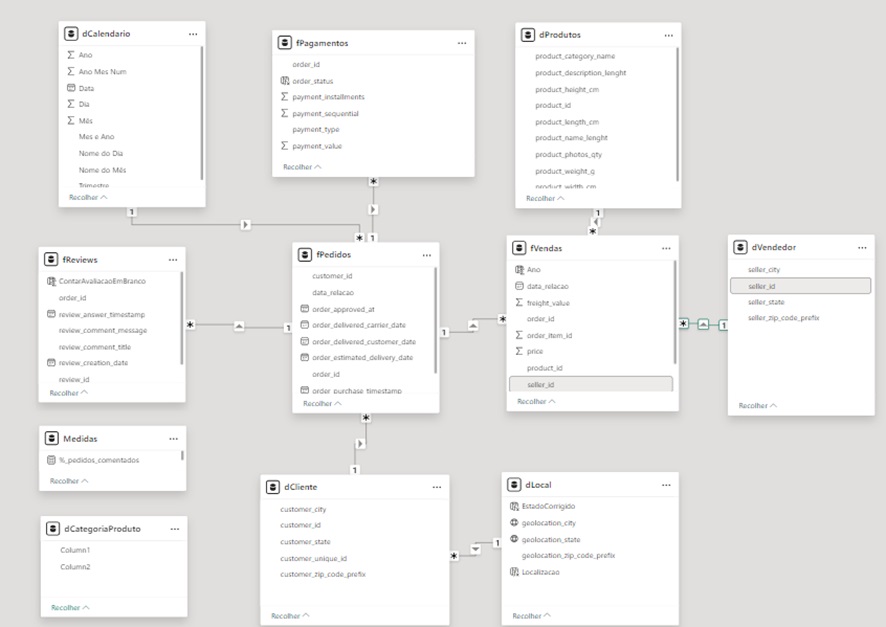 dCalendario
Ano
Ano Mes Num
Data
Dia
Mês
Mes e Ano
Nome do Dia
Nome do Mês
Trimestre
Recolher
1
fPagamentos
order_id
order_status
payment_installments
payment_sequential
payment_type
payment_value
Recolher
*
* 1
dProdutos
product_category_name
product_description_lenght
product_height_cm
product_id
product_length_cm
product_name_lenght
product_photos_qty
product_weight_g
product_width_cm
Recolher
1
*
fReviews
ContarAvaliacaoEmBranco
order_id
review_answer_timestamp
review_comment_message
review_comment_title
review_creation_date
review_id
Recolher
* 1
fPedidos
customer_id
data_relacao
order_approved_at
order_delivered_carrier_date
order_delivered_customer_date
order_estimated_delivery_date
order_id
order_purchase_timestamp
Recolher
1 *
fVendas
Ano
data_relacao
freight_value
order_id
order_item_id
price
product_id
seller_id
Recolher
* 1
dVendedor
seller_city
seller_id
seller_state
seller_zip_code_prefix
Recolher
*
1
Medidas
%_pedidos_comentados
Recolher
dCategoriaProduto
Column1
Column2
Recolher
dCliente
customer_city
customer_id
customer_state
customer_unique_id
customer_zip_code_prefix
Recolher
* 1
dLocal
EstadoCorrigido
geolocation_city
geolocation_state
geolocation_zip_code_prefix
Localizacao
Recolher